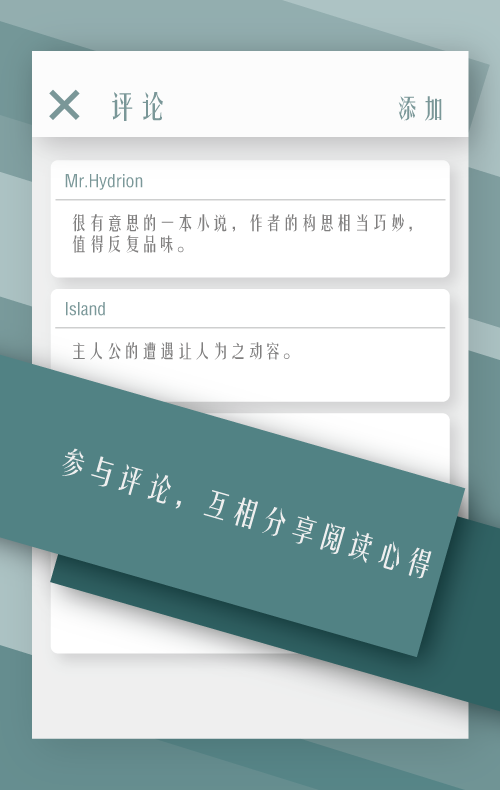 评论
添加
Mr.Hydrion
很有意思的一本小说，作者的构思相当巧妙，
值得反复品味。
Island
主人公的遭遇让人为之动容。
参与评论，互相分享阅读心得